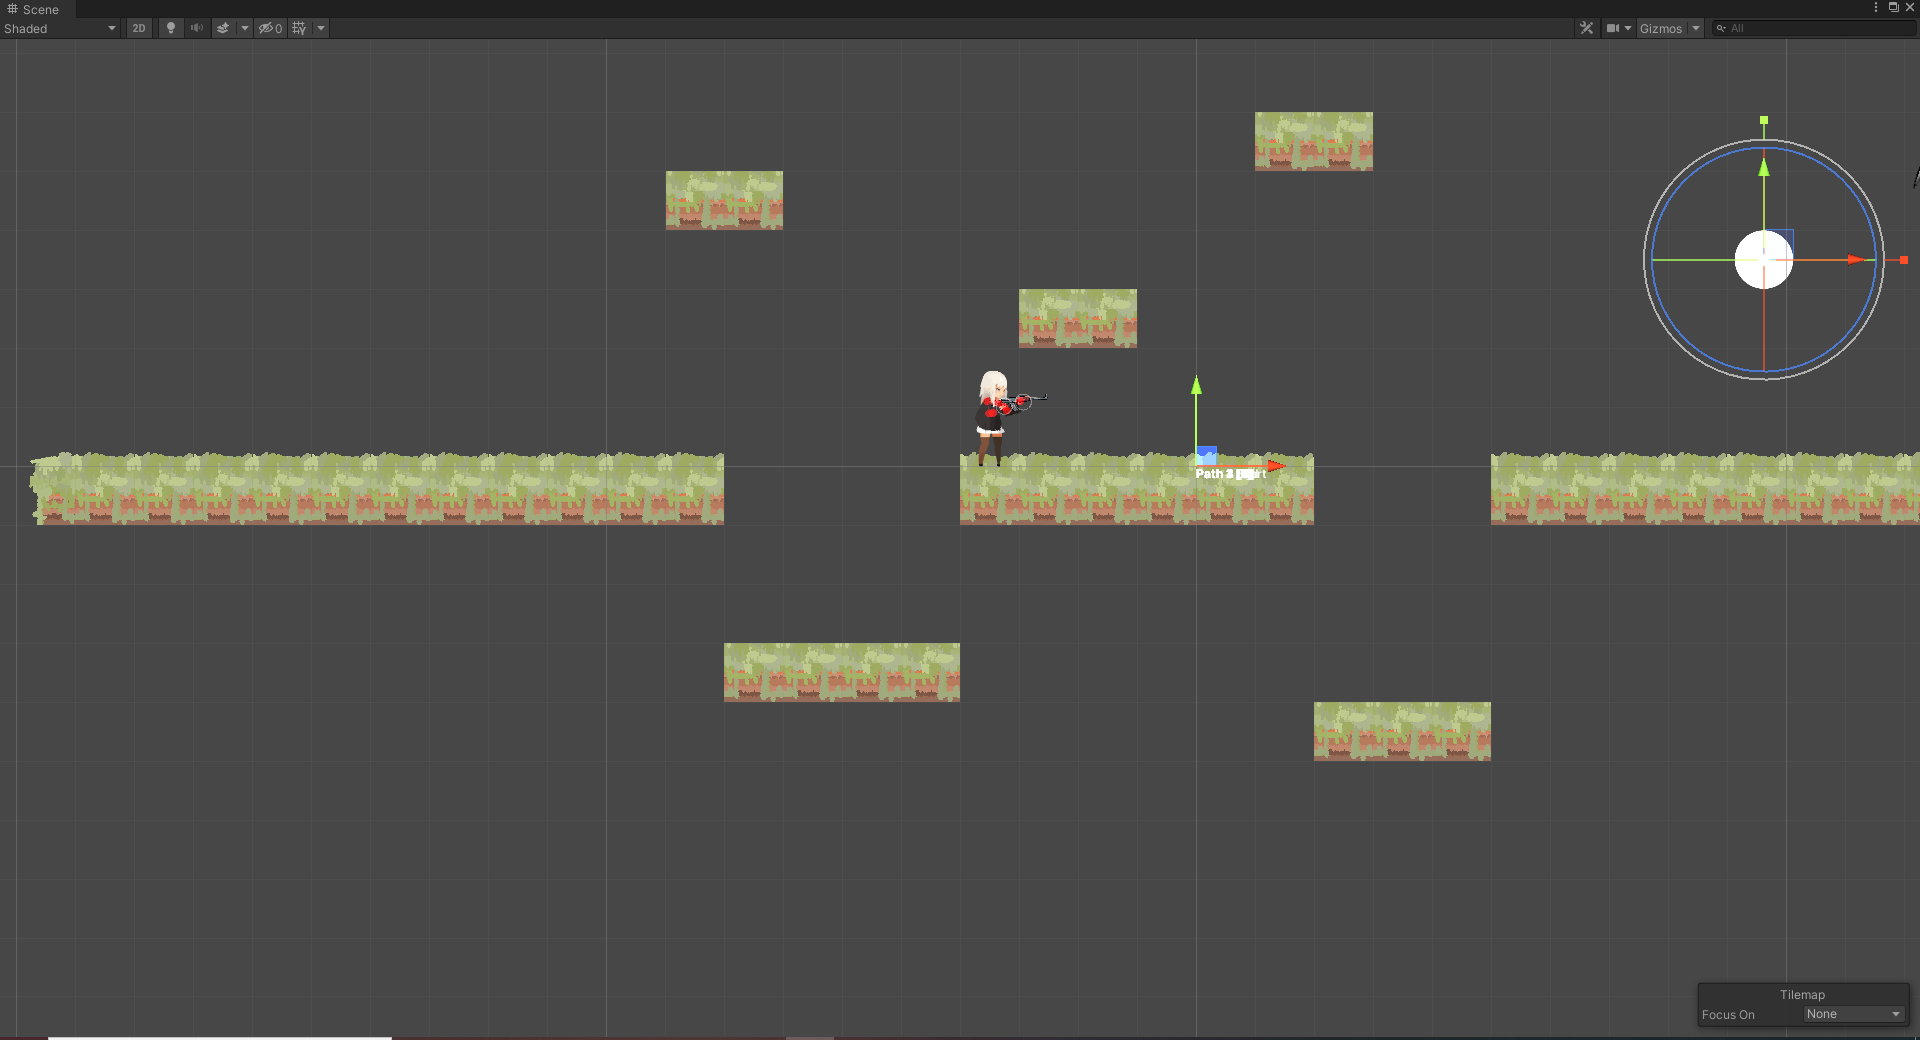 Scene
Shaded
2D
0
Gizmos
All
Path
Tilemap
Focus On
None